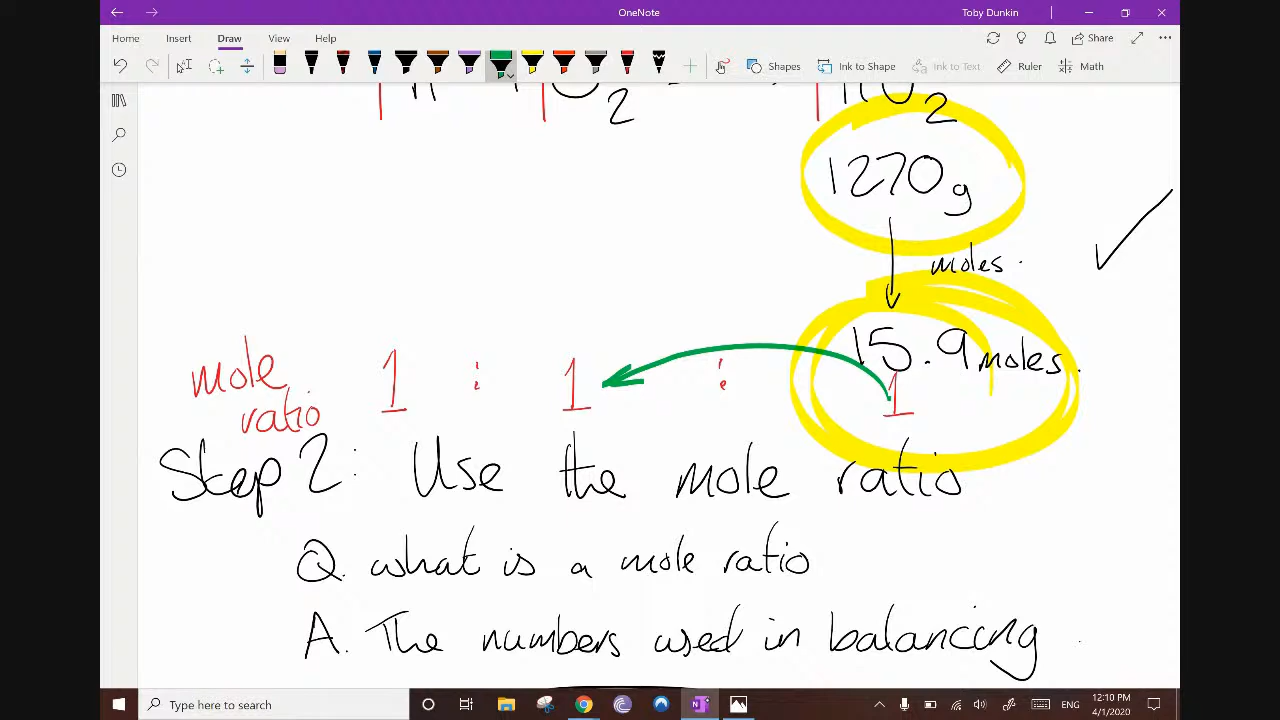 OneNote
Toby Dunkin
Home Insert Draw View Help
Share
Shapes Ink to Shape Ink to Text Ruler Math
2 2
1270g
moles.
15.9 moles.
mole ratio 1 : 1 : 1
Step 2: Use the mole ratio
Q. what is a mole ratio
A. The numbers used in balancing.
Type here to search
ENG
12:10 PM
4/1/2020